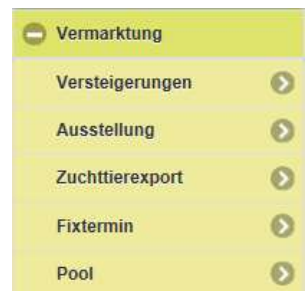 Vermarktung
Versteigerungen
Ausstellung
Zuchttierexport
Fixtermin
Pool